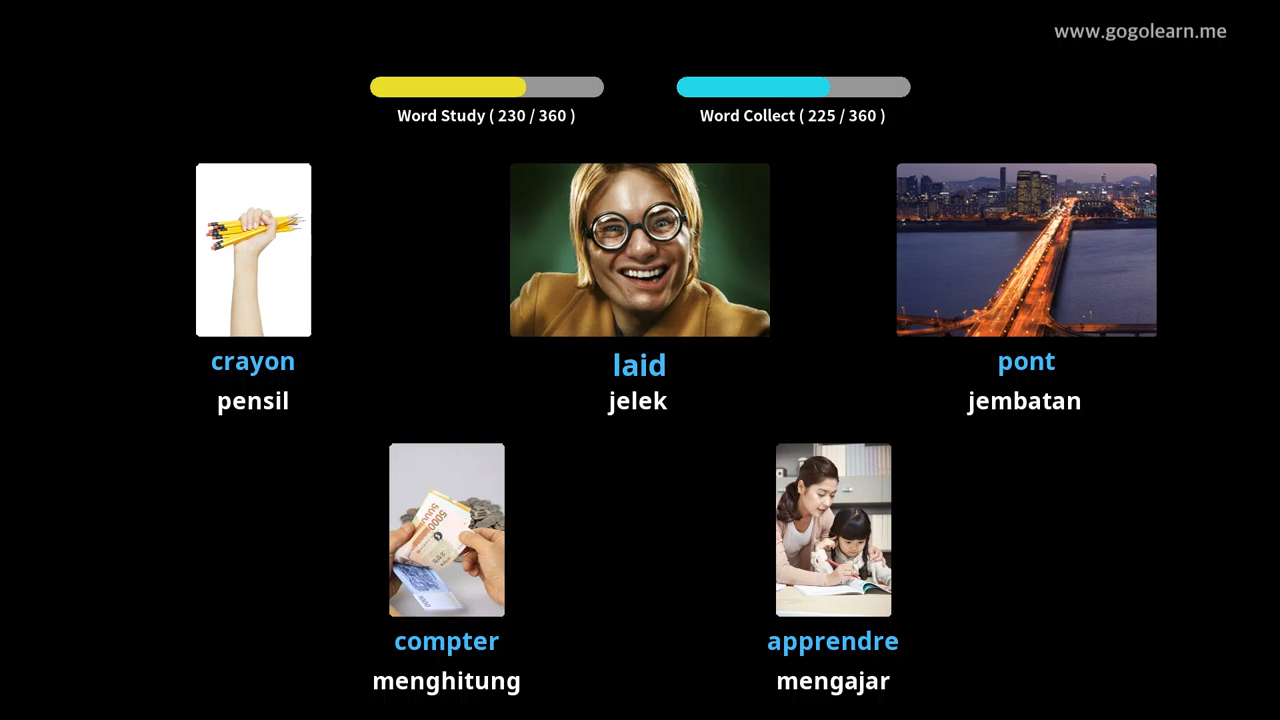 www.gogolearn.me
Word Study ( 230 / 360 )
Word Collect ( 225 / 360 )
crayon
pensil
laid
jelek
pont
jembatan
5000
compter
menghitung
apprendre
mengajar